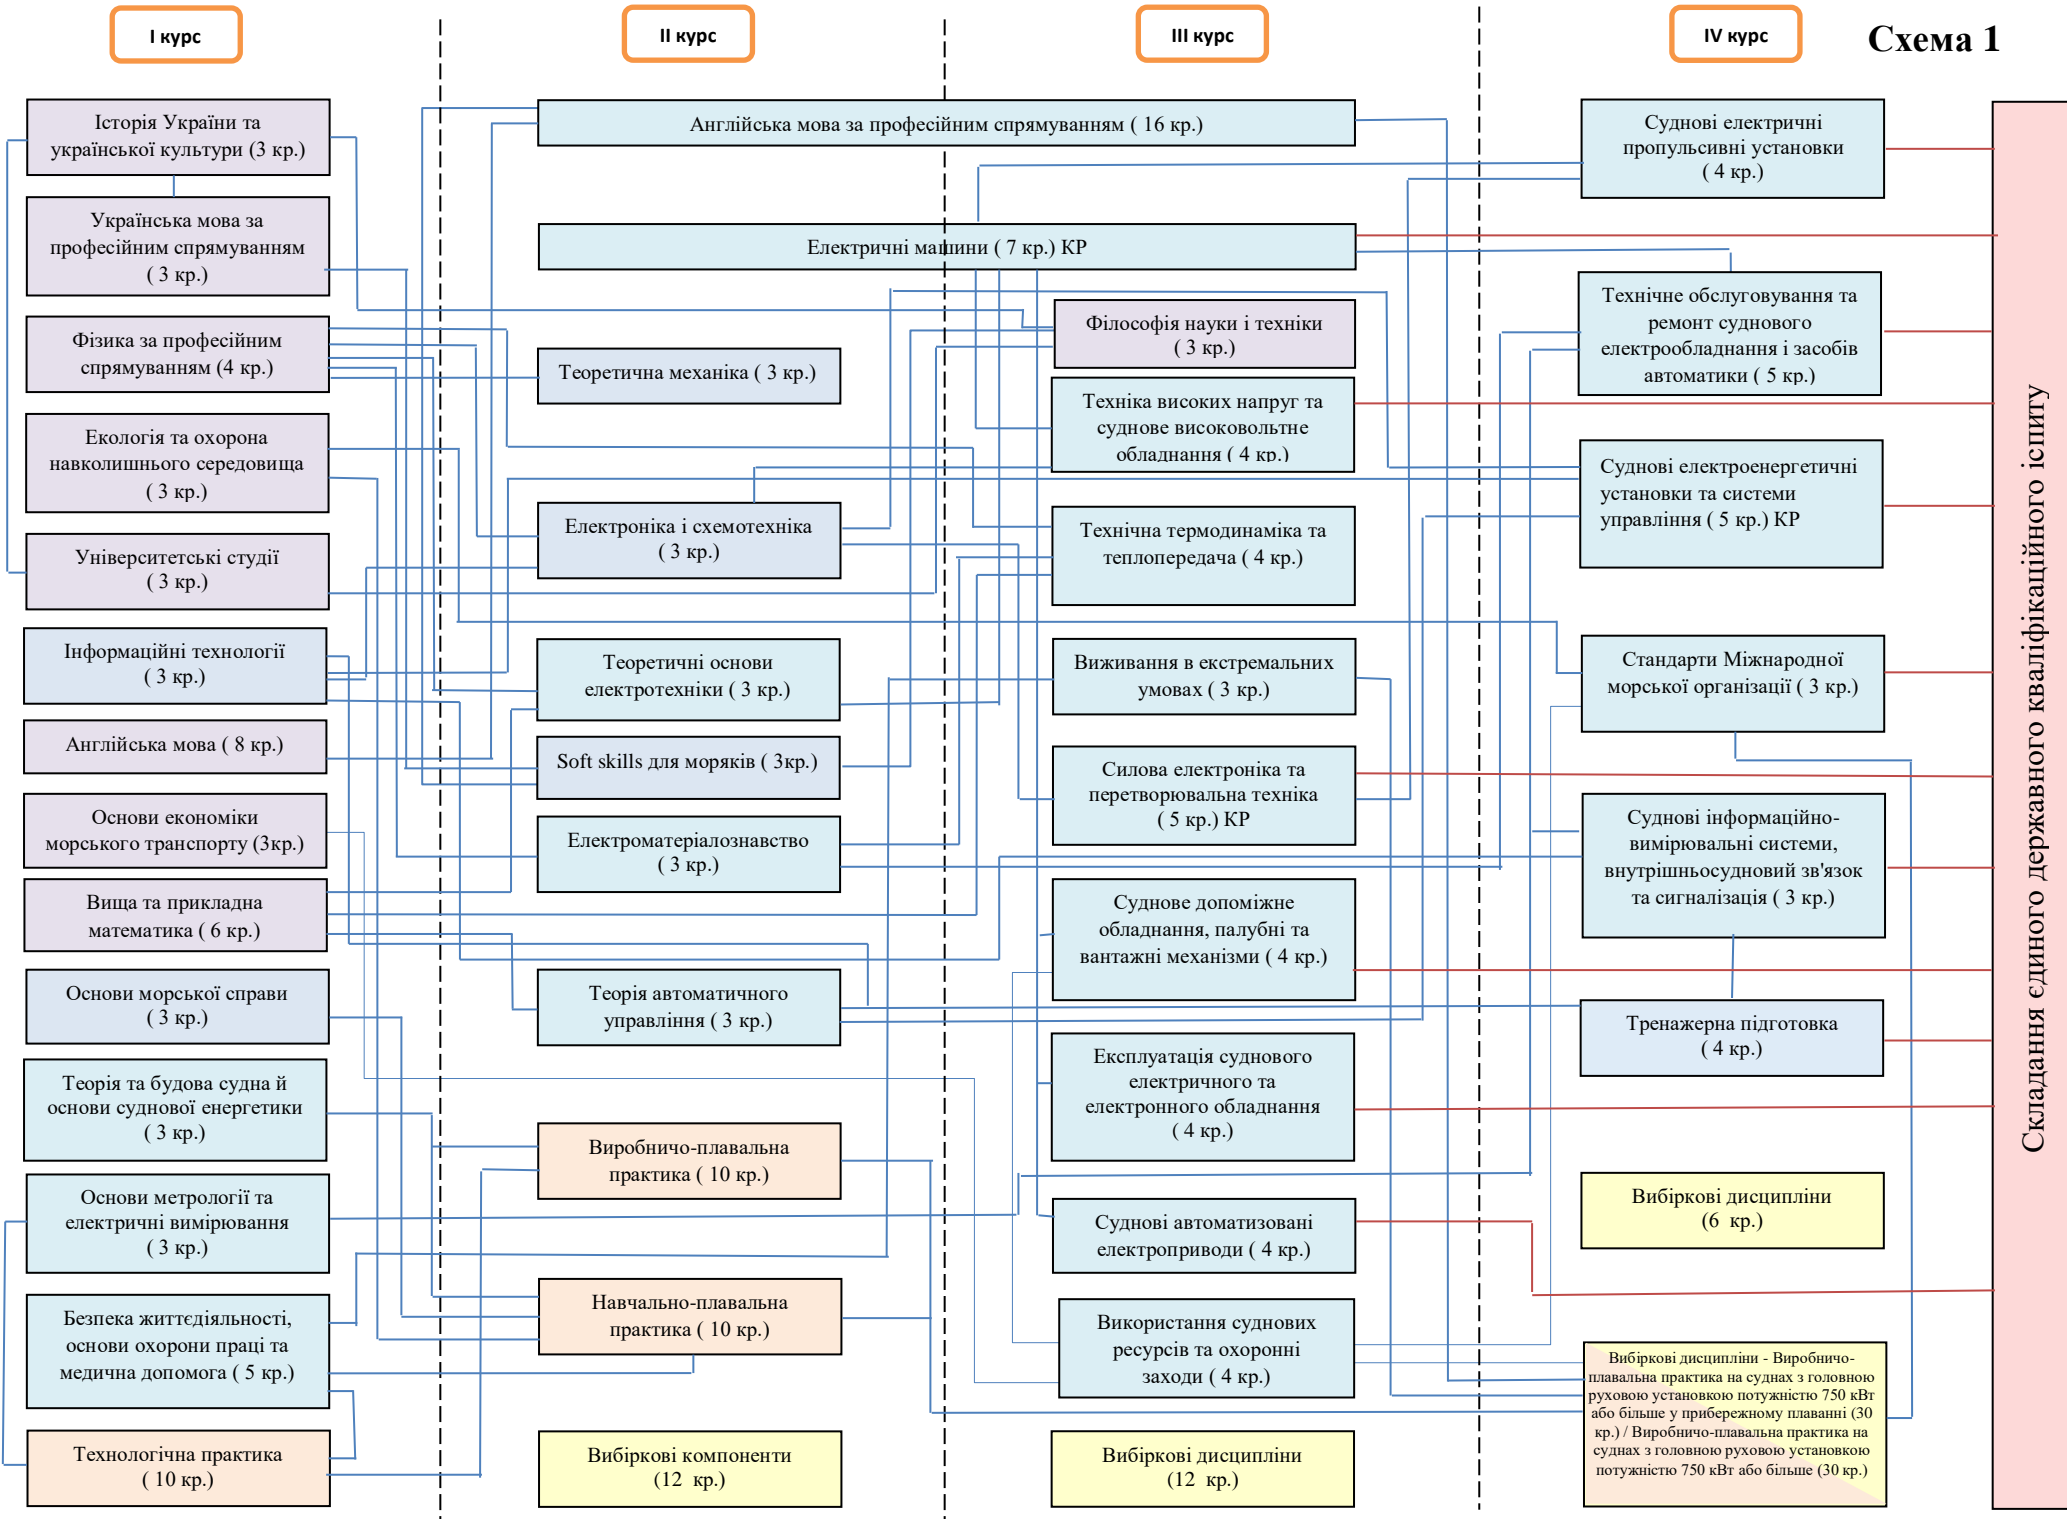 І курс
ІІ курс
ІІІ курс
IV курс
Схема 1
Історія України та
української культури (3 кр.)
Українська мова за
професійним спрямуванням
( 3 кр.)
Фізика за професійним
спрямуванням (4 кр.)
Екологія та охорона
навколишнього середовища
( 3 кр.)
Університетські студії
( 3 кр.)
Інформаційні технології
( 3 кр.)
Англійська мова ( 8 кр.)
Основи економіки
морського транспорту (3кр.)
Вища та прикладна
математика ( 6 кр.)
Основи морської справи
( 3 кр.)
Теорія та будова судна й
основи суднової енергетики
( 3 кр.)
Основи метрології та
електричні вимірювання
( 3 кр.)
Безпека життєдіяльності,
основи охорони праці та
медична допомога ( 5 кр.)
Технологічна практика
( 10 кр.)
Англійська мова за професійним спрямуванням ( 16 кр.)
Електричні машини ( 7 кр.) КР
Теоретична механіка ( 3 кр.)
Електроніка і схемотехніка
( 3 кр.)
Теоретичні основи
електротехніки ( 3 кр.)
Soft skills для моряків ( 3кр.)
Електроматеріалознавство
( 3 кр.)
Теорія автоматичного
управління ( 3 кр.)
Виробничо-плавальна
практика ( 10 кр.)
Навчально-плавальна
практика ( 10 кр.)
Вибіркові компоненти
(12 кр.)
Філософія науки і техніки
( 3 кр.)
Техніка високих напруг та
суднове високовольтне
обладнання ( 4 кр.)
Технічна термодинаміка та
теплопередача ( 4 кр.)
Виживання в екстремальних
умовах ( 3 кр.)
Силова електроніка та
перетворювальна техніка
( 5 кр.) КР
Суднове допоміжне
обладнання, палубні та
вантажні механізми ( 4 кр.)
Експлуатація суднового
електричного та
електронного обладнання
( 4 кр.)
Суднові автоматизовані
електроприводи ( 4 кр.)
Використання суднових
ресурсів та охоронні
заходи ( 4 кр.)
Вибіркові дисципліни
(12 кр.)
Суднові електричні
пропульсивні установки
( 4 кр.)
Технічне обслуговування та
ремонт суднового
електрообладнання і засобів
автоматики ( 5 кр.)
Суднові електроенергетичні
установки та системи
управління ( 5 кр.) КР
Стандарти Міжнародної
морської організації ( 3 кр.)
Суднові інформаційно-
вимірювальні системи,
внутрішньосудновий зв'язок
та сигналізація ( 3 кр.)
Тренажерна підготовка
( 4 кр.)
Вибіркові дисципліни
(6 кр.)
Вибіркові дисципліни - Виробничо-
плавальна практика на суднах з головною
руховою установкою потужністю 750 кВт
або більше у прибережному плаванні (30
кр.) / Виробничо-плавальна практика на
суднах з головною руховою установкою
потужністю 750 кВт або більше (30 кр.)
Складання єдиного державного кваліфікаційного іспиту